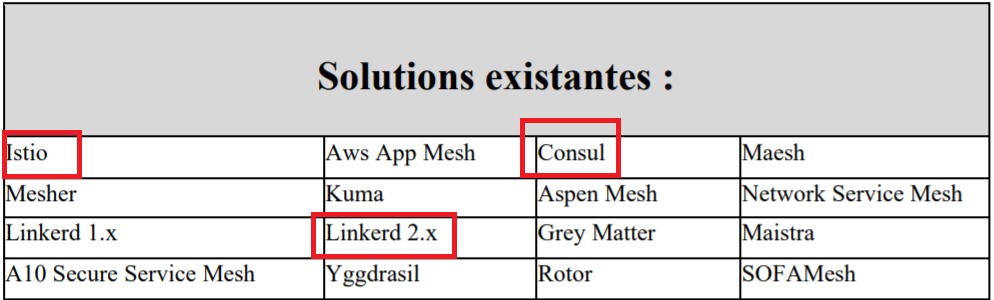 Solutions existantes :
Istio Aws App Mesh Consul Maesh
Mesher Kuma Aspen Mesh Network Service Mesh
Linkerd 1.x Linkerd 2.x Grey Matter Maistra
A10 Secure Service Mesh Yggdrasil Rotor SOFAMesh